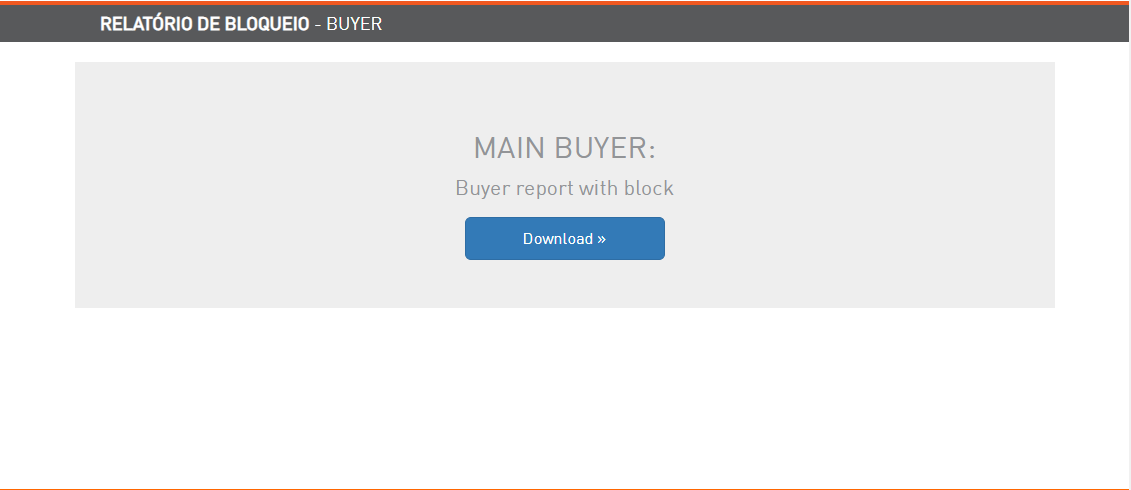 RELATÓRIO DE BLOQUEIO - BUYER
MAIN BUYER:
Buyer report with block
Download »